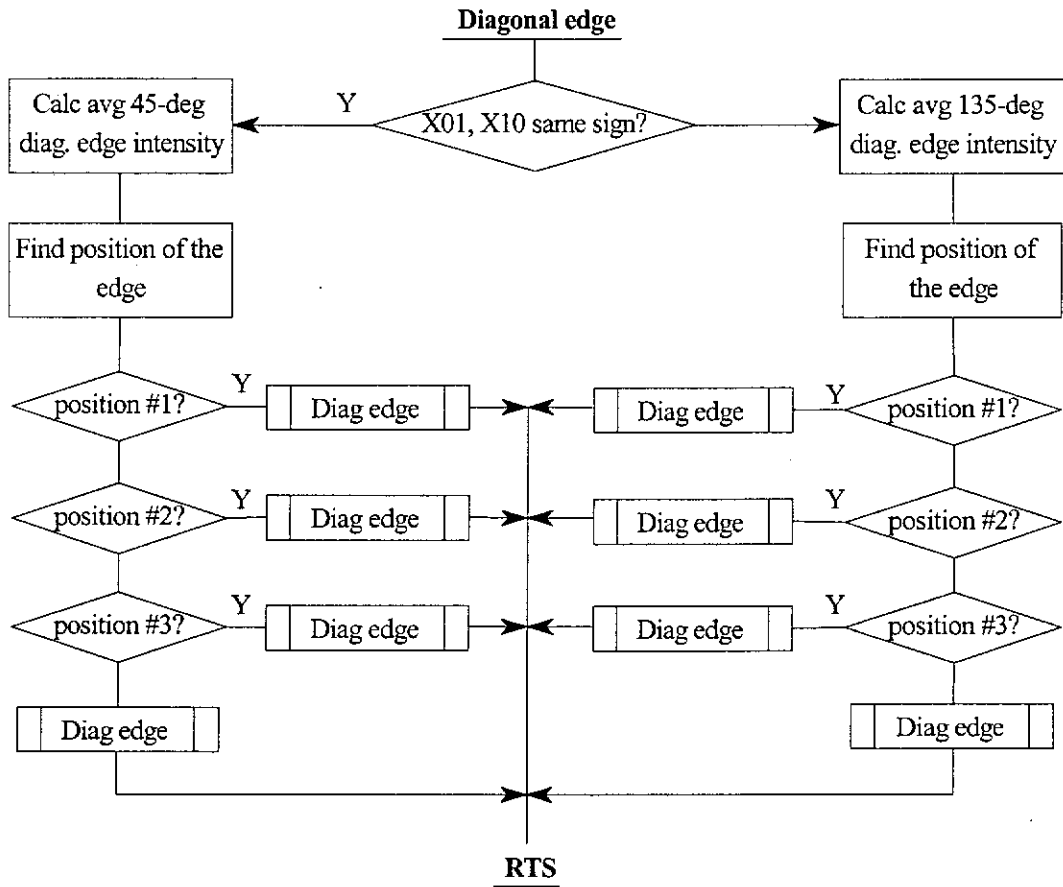 Diagonal edge
Calc avg 45-deg
diag. edge intensity
Y
X01, X10 same sign?
Calc avg 135-deg
diag. edge intensity
Find position of the
edge
Find position of
the edge
position #1?
Y
Diag edge
Diag edge
Y
position #1?
position #2?
Y
Diag edge
Diag edge
Y
position #2?
position #3?
Y
Diag edge
Diag edge
Y
position #3?
Diag edge
Diag edge
RTS